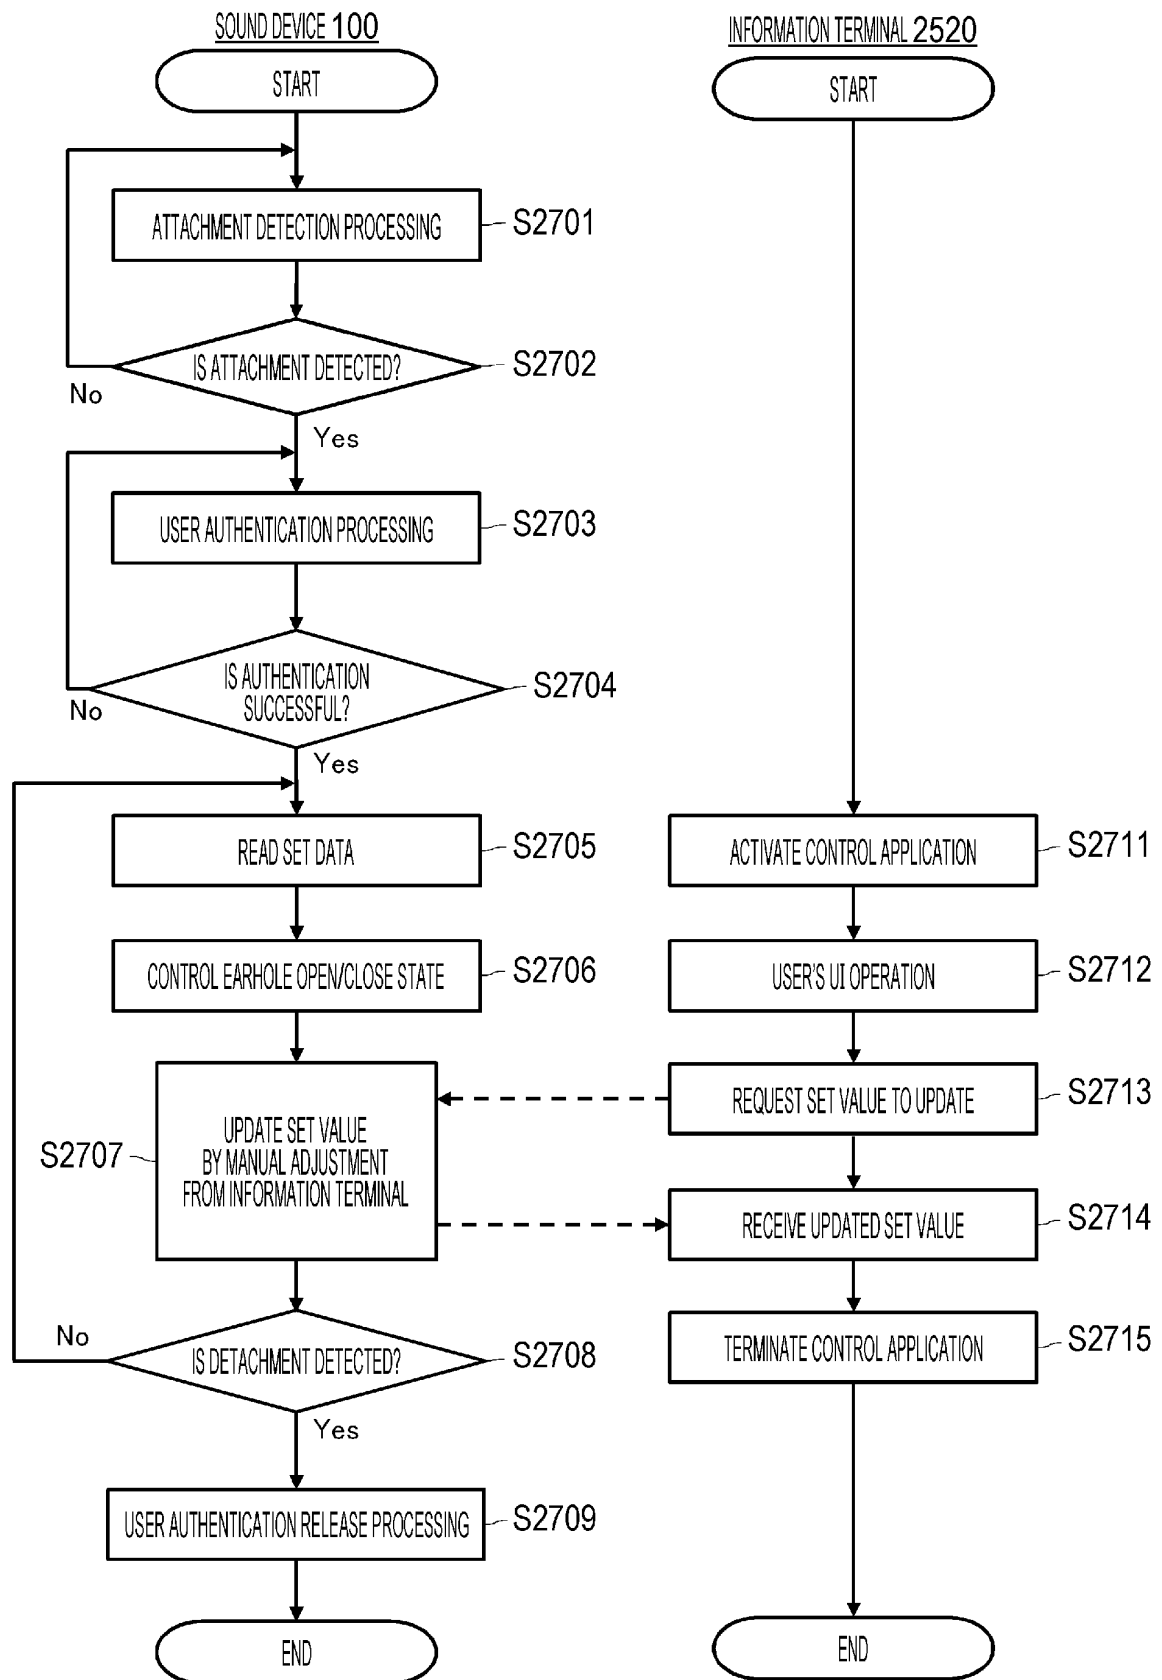 SOUND DEVICE 100
START
ATTACHMENT DETECTION PROCESSING
S2701
IS ATTACHMENT DETECTED?
S2702
No
Yes
USER AUTHENTICATION PROCESSING
S2703
IS AUTHENTICATION
SUCCESSFUL?
S2704
No
Yes
READ SET DATA
S2705
CONTROL EARHOLE OPEN/CLOSE STATE
S2706
S2707
UPDATE SET VALUE
BY MANUAL ADJUSTMENT
FROM INFORMATION TERMINAL
No
IS DETACHMENT DETECTED?
S2708
Yes
USER AUTHENTICATION RELEASE PROCESSING
S2709
END
INFORMATION TERMINAL 2520
START
ACTIVATE CONTROL APPLICATION
S2711
USER'S UI OPERATION
S2712
REQUEST SET VALUE TO UPDATE
S2713
RECEIVE UPDATED SET VALUE
S2714
TERMINATE CONTROL APPLICATION
S2715
END